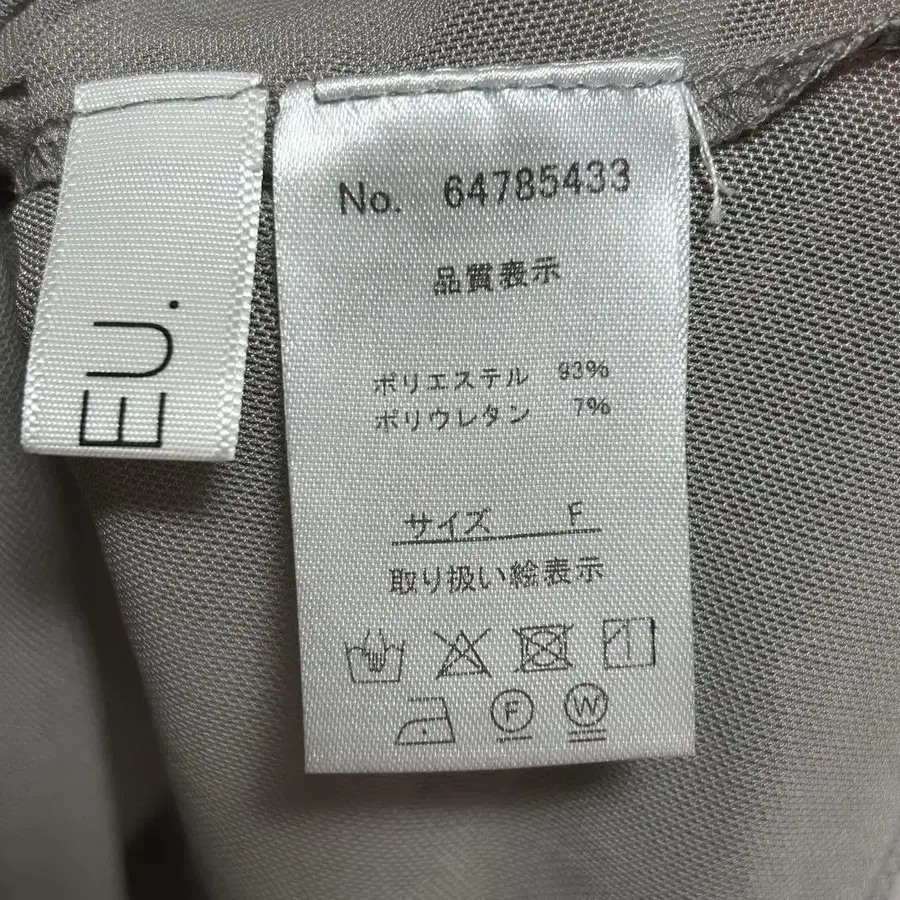 EU.
No. 64785433
品質表示
ポリエステル 93%
ポリウレタン 7%
サイズ F
取り扱い絵表示
F W